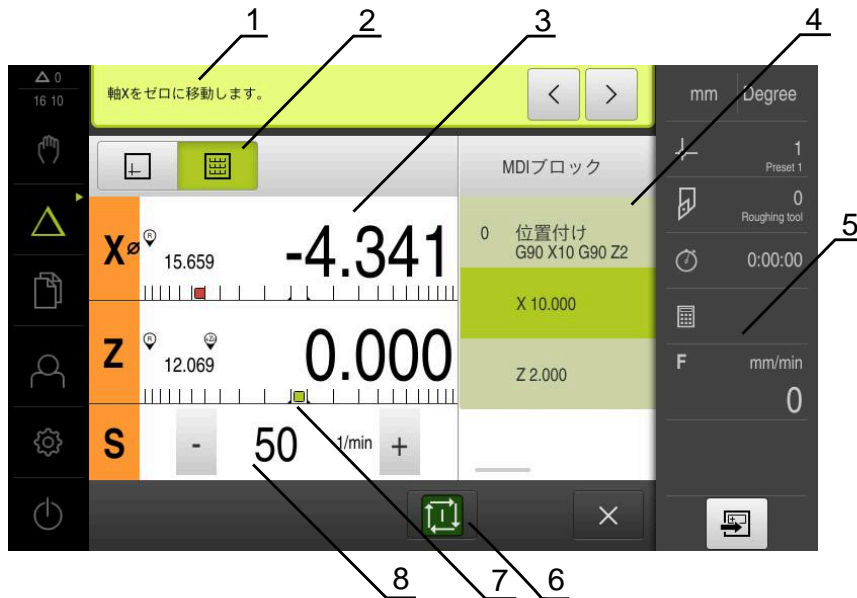 1
2
3
4
△ 0
16 10
軸Xをゼロに移動します。
< >
mm Degree
MDIブロック
1
Preset 1
0
Roughing tool
5
0:00:00
X⌀
R
15.659
-4.341
0 位置付け
G90 X10 G90 Z2
X 10.000
Z
R
12.069
0.000
Z 2.000
F mm/min
0
S
- 50 1/min +
8
7
6